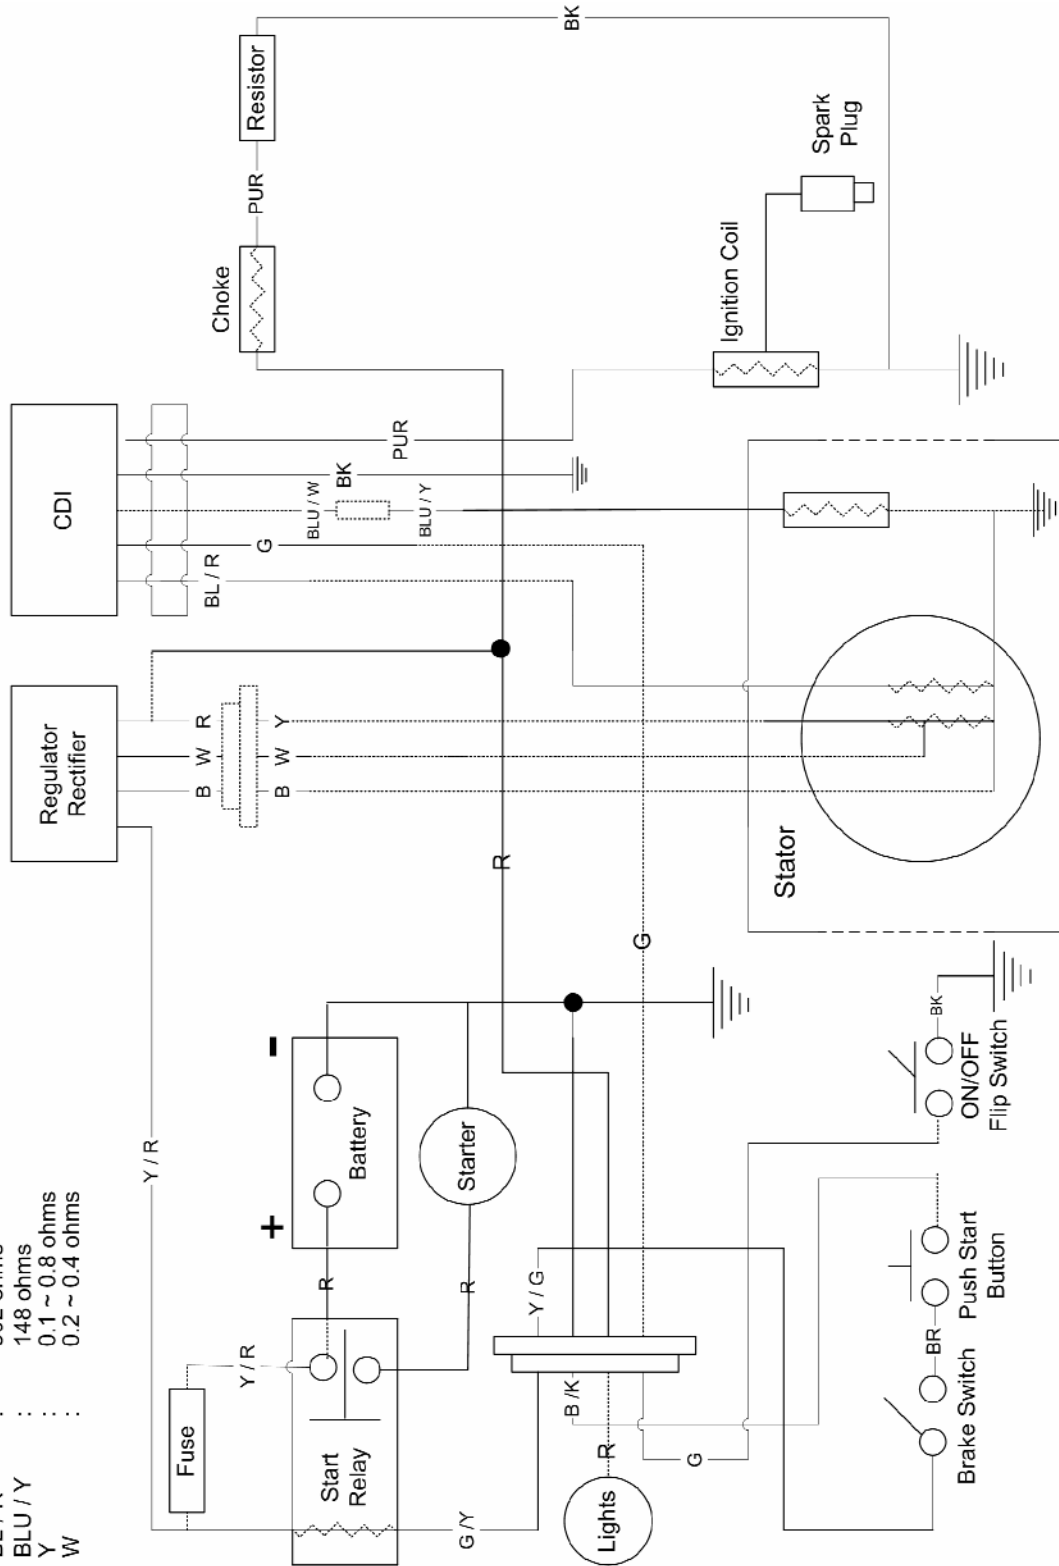 BLU / Y : 148 ohms
Y : 0.1 ~ 0.8 ohms
W : 0.2 ~ 0.4 ohms
Regulator
Rectifier
CDI
Y / R
Fuse
Y / R
+
-
B
W
R
B
W
Y
BL / R
G
BLU / W
BK
BLU / Y
PUR
Choke
PUR
Resistor
BK
Start
Relay
R
Battery
G /Y
R
Starter
R
Y / G
B /K
R
Lights
G
G
Ignition Coil
Spark
Plug
Stator
BR
BK
Brake Switch
Push Start
Button
ON/OFF
Flip Switch